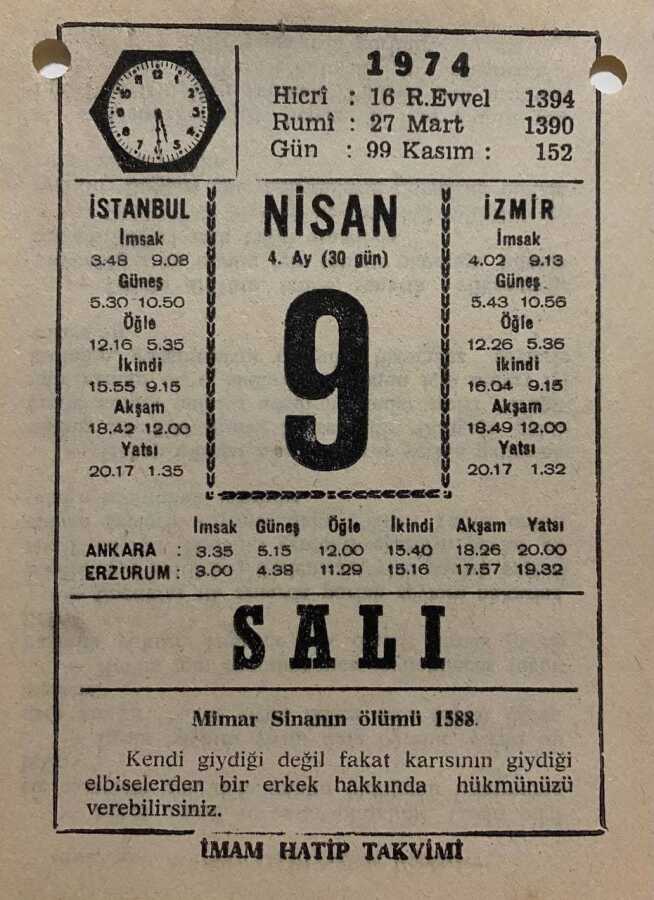 1974
Hicrî : 16 R.Evvel 1394
Rumî : 27 Mart 1390
Gün : 99 Kasım : 152
İSTANBUL
İmsak
3.48 9.08
Güneş
5.30 10.50
Öğle
12.16 5.35
İkindi
15.55 9.15
Akşam
18.42 12.00
Yatsı
20.17 1.35
NİSAN
4. Ay (30 gün)
9
İZMİR
İmsak
4.02 9.13
Güneş
5.43 10.56
Öğle
12.26 5.36
ikindi
16.04 9.15
Akşam
18.49 12.00
Yatsı
20.17 1.32
İmsak Güneş Öğle İkindi Akşam Yatsı
ANKARA : 3.35 5.15 12.00 15.40 18.26 20.00
ERZURUM : 3.00 4.38 11.29 15.16 17.57 19.32
SALI
Mimar Sinanın ölümü 1588.
Kendi giydiği değil fakat karısının giydiği
elbiselerden bir erkek hakkında hükmünüzü
verebilirsiniz.
İMAM HATİP TAKVİMİ